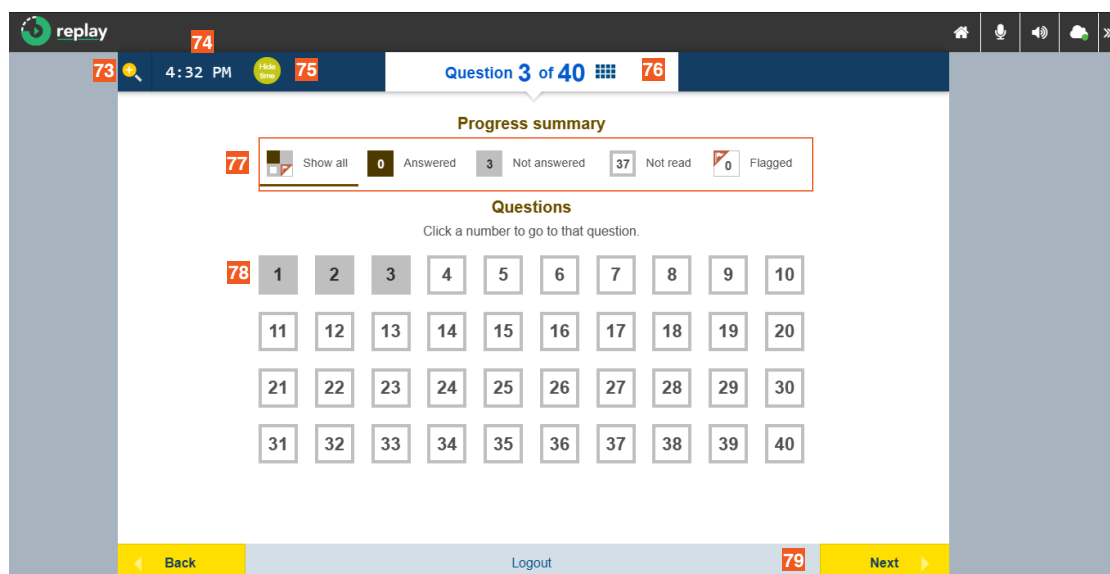 replay
74
73 4:32 PM Hide time 75 Question 3 of 40 76
Progress summary
77 Show all 0 Answered 3 Not answered 37 Not read 0 Flagged
Questions
Click a number to go to that question.
78 1 2 3 4 5 6 7 8 9 10
11 12 13 14 15 16 17 18 19 20
21 22 23 24 25 26 27 28 29 30
31 32 33 34 35 36 37 38 39 40
Back Logout 79 Next